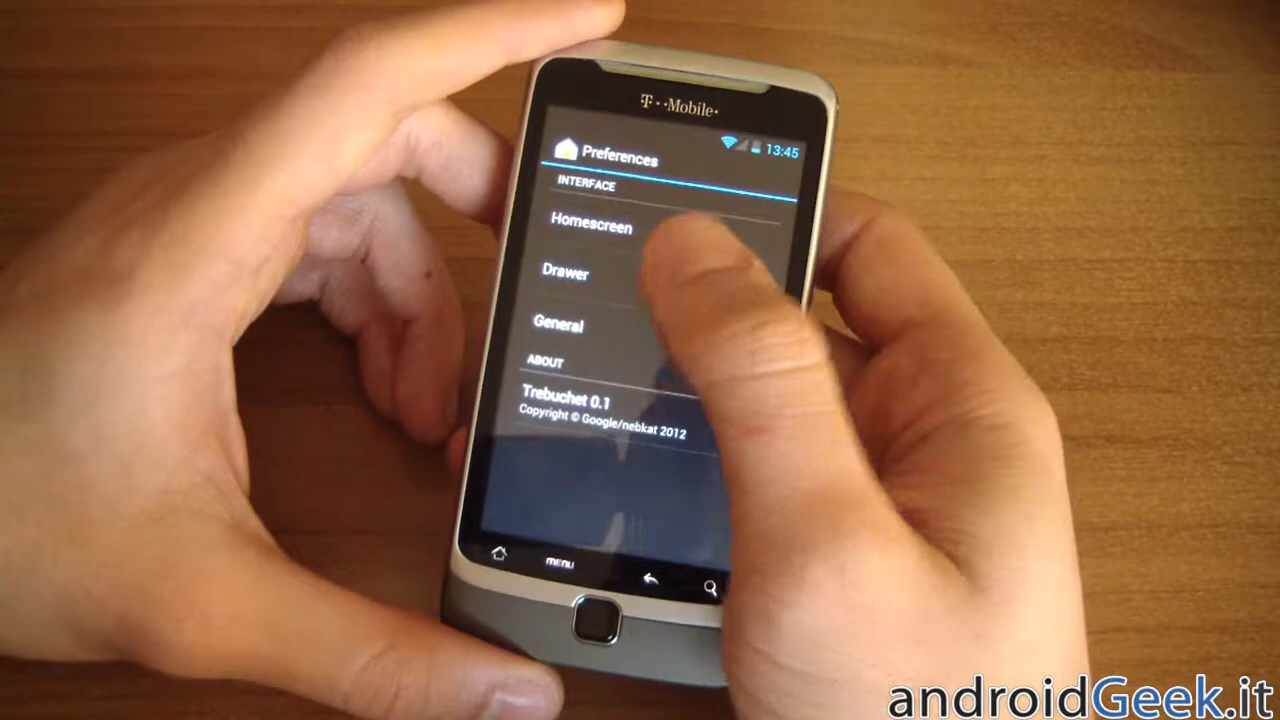 T··Mobile·
13:45
Preferences
INTERFACE
Homescreen
Drawer
General
ABOUT
Trebuchet 0.1
Copyright © Google/nebkat 2012
menu
androidGeek.it